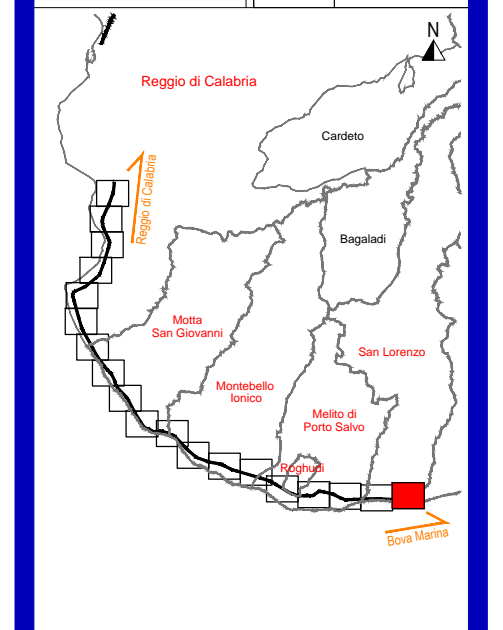 N
Reggio di Calabria
Cardeto
Reggio di Calabria
Bagaladi
Motta
San Giovanni
San Lorenzo
Montebello
Ionico
Melito di
Porto Salvo
Roghudi
Bova Marina